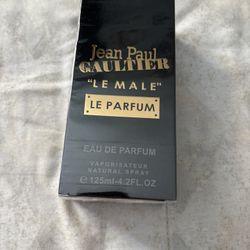 Jean Paul
GAULTIER
"LE MALE"
LE PARFUM
EAU DE PARFUM
VAPORISATEUR
NATURAL SPRAY
℮ 125ml-4.2FL.OZ